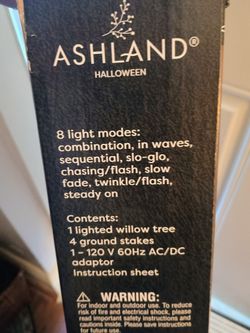 ASHLAND®
HALLOWEEN
8 light modes:
combination, in waves,
sequential, slo-glo,
chasing/flash, slow
fade, twinkle/flash,
steady on
Contents:
1 lighted willow tree
4 ground stakes
1 - 120 V 60Hz AC/DC
adaptor
Instruction sheet
WARNING:
For indoor and outdoor use. To reduce
risk of fire and electrical shock, please
read important safety instructions and
cautions inside. Please save instructions
for future use.